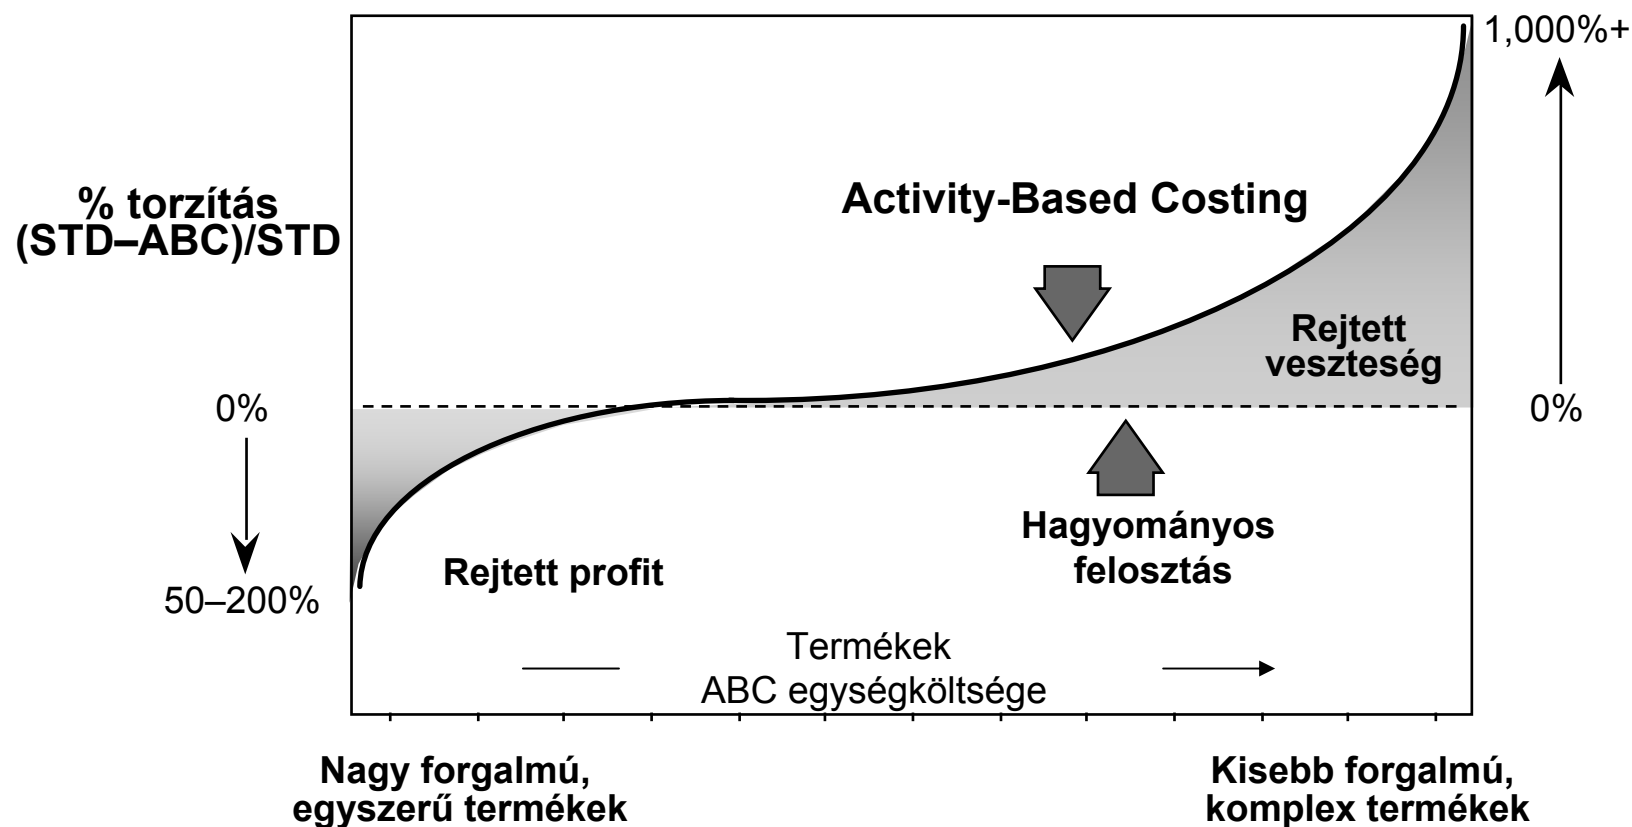 1,000%+
% torzítás
(STD–ABC)/STD
Activity-Based Costing
Rejtett
veszteség
0%
0%
Hagyományos
felosztás
Rejtett profit
50–200%
Termékek
ABC egységköltsége
Nagy forgalmú,
egyszerű termékek
Kisebb forgalmú,
komplex termékek